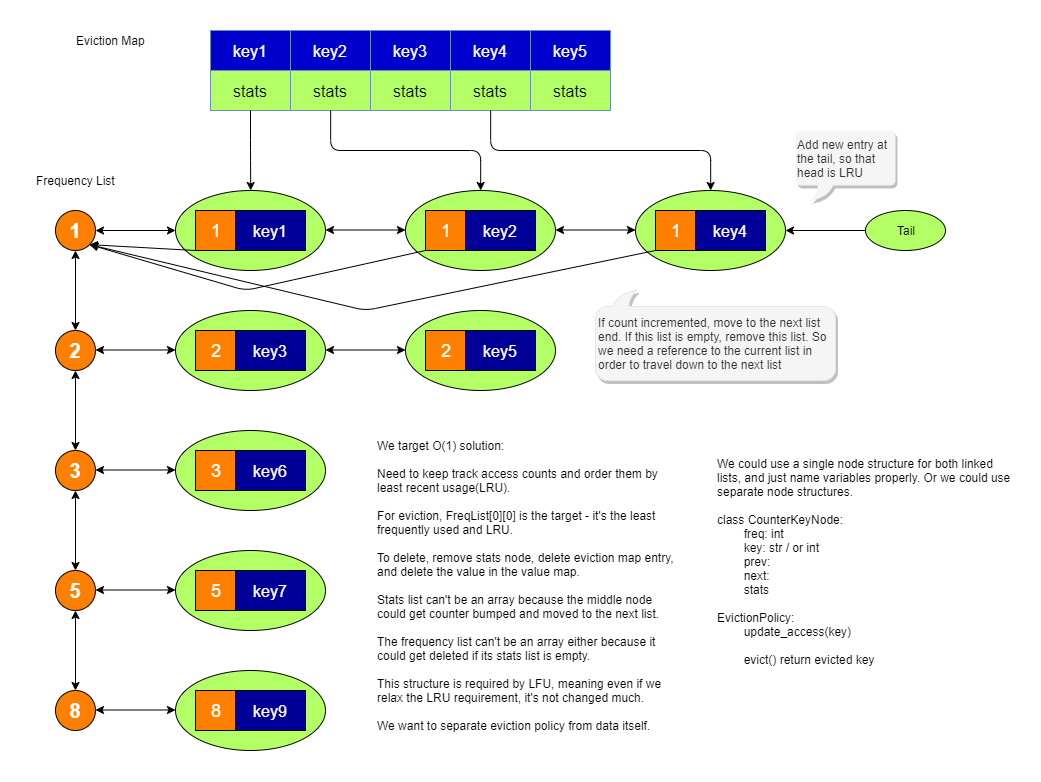 Eviction Map
key1 key2 key3 key4 key5
stats stats stats stats stats
Add new entry at
the tail, so that
head is LRU
Frequency List
1
1 key1
1 key2
1 key4
Tail
If count incremented, move to the next list
end. If this list is empty, remove this list. So
we need a reference to the current list in
order to travel down to the next list
2
2 key3
2 key5
3
3 key6
5
5 key7
8
8 key9
We target O(1) solution:
Need to keep track access counts and order them by
least recent usage(LRU).
For eviction, FreqList[0][0] is the target - it's the least
frequently used and LRU.
To delete, remove stats node, delete eviction map entry,
and delete the value in the value map.
Stats list can't be an array because the middle node
could get counter bumped and moved to the next list.
The frequency list can't be an array either because it
could get deleted if its stats list is empty.
This structure is required by LFU, meaning even if we
relax the LRU requirement, it's not changed much.
We want to separate eviction policy from data itself.
We could use a single node structure for both linked
lists, and just name variables properly. Or we could use
separate node structures.
class CounterKeyNode:
freq: int
key: str / or int
prev:
next:
stats
EvictionPolicy:
update_access(key)
evict() return evicted key